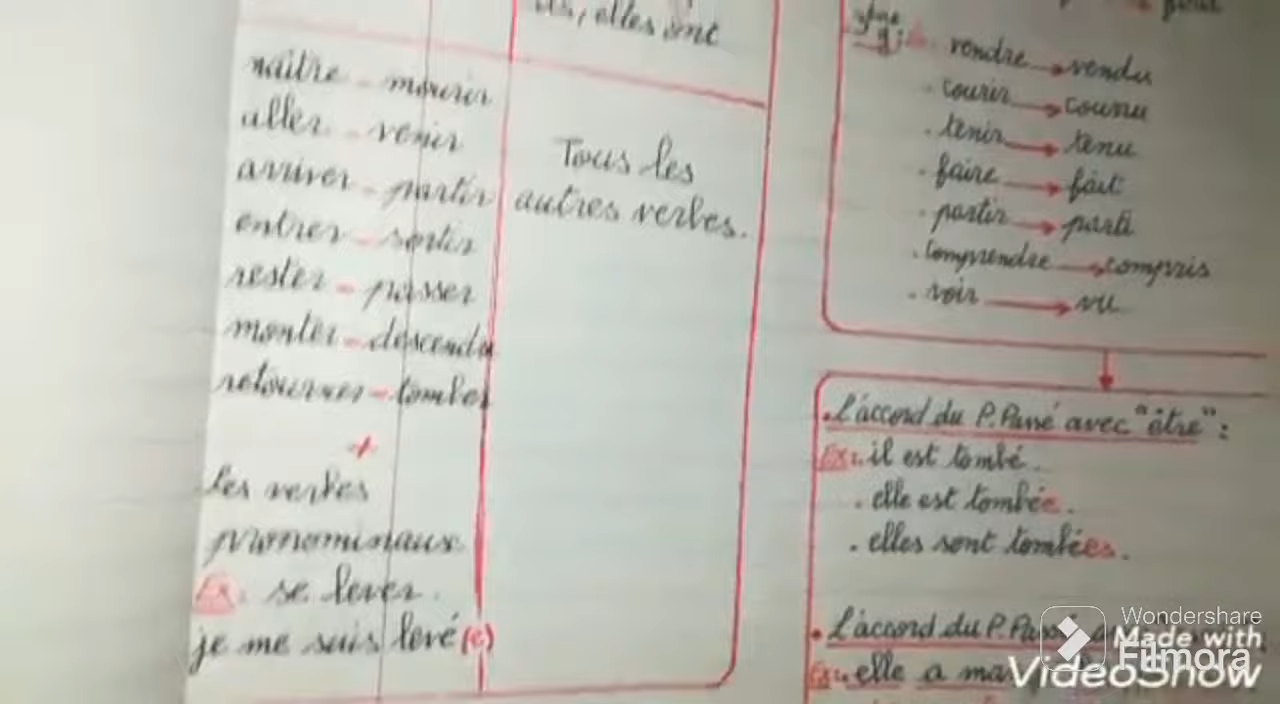 ils, elles ont
naître - mourir
aller - venir
arriver - partir
entrer - sortir
rester - passer
monter - descendre
retourner - tomber
+
les verbes
pronominaux
Ex: se lever.
je me suis levé(e)
Tous les
autres verbes.
. vendre → vendu
. courir → couru
. tenir → tenu
. faire → fait
. partir → parti
. comprendre → compris
. voir → vu
. l'accord du P.Passé avec "être":
Ex: il est tombé.
. elle est tombée.
. elles sont tombées.
. l'accord du P.Passé
Ex: elle a
Wondershare
Made with
Filmora
VideoShow